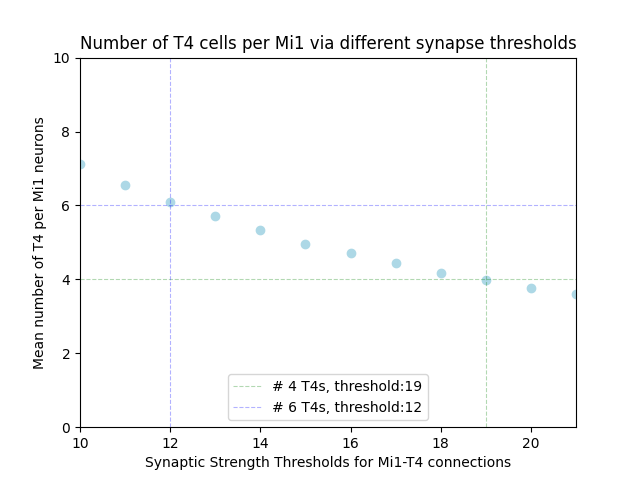 Number of T4 cells per Mi1 via different synapse thresholds
Mean number of T4 per Mi1 neurons
10
8
6
4
2
0
# 4 T4s, threshold:19
# 6 T4s, threshold:12
10 12 14 16 18 20
Synaptic Strength Thresholds for Mi1-T4 connections